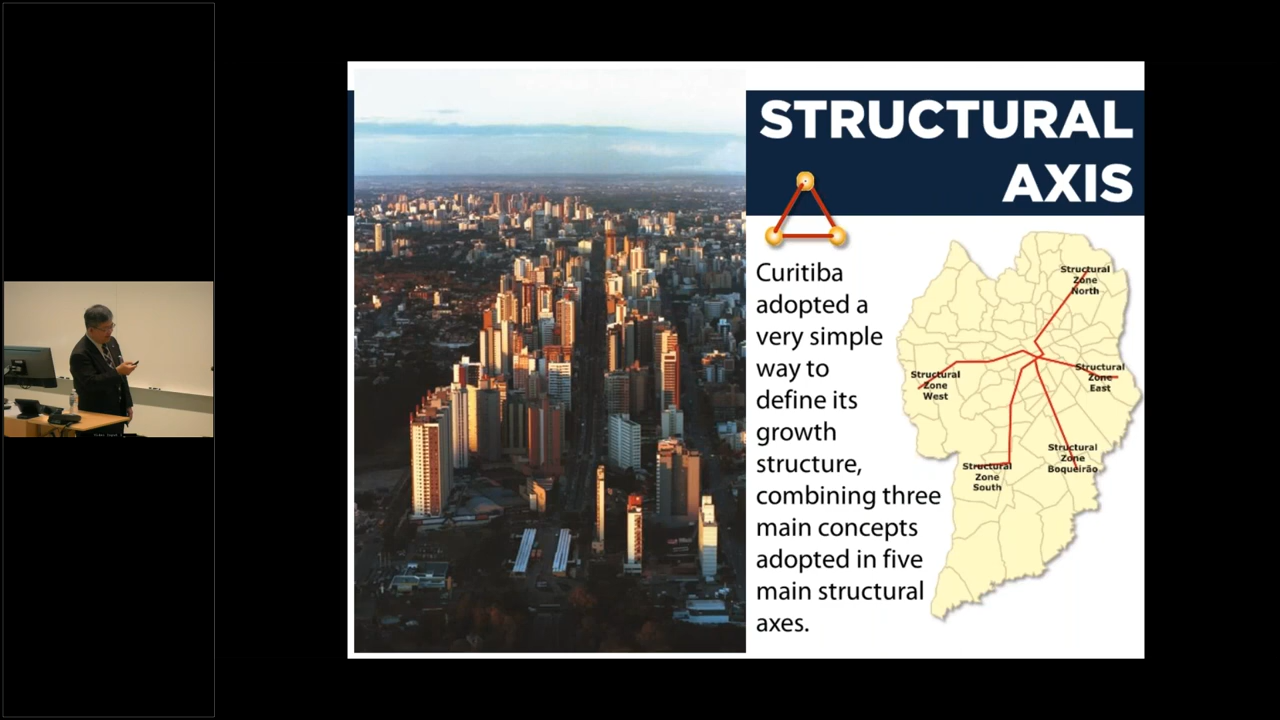 STRUCTURAL
AXIS
Curitiba
adopted a
very simple
way to
define its
growth
structure,
combining three
main concepts
adopted in five
main structural
axes.
Structural
Zone
North
Structural
Zone
West
Structural
Zone
East
Structural
Zone
Boqueirão
Structural
Zone
South